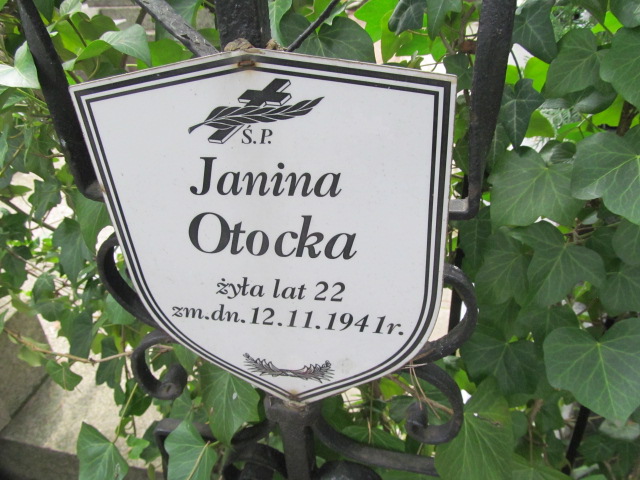 Ś.P.
Janina
Otocka
żyła lat 22
zm.dn.12.11.1941r.